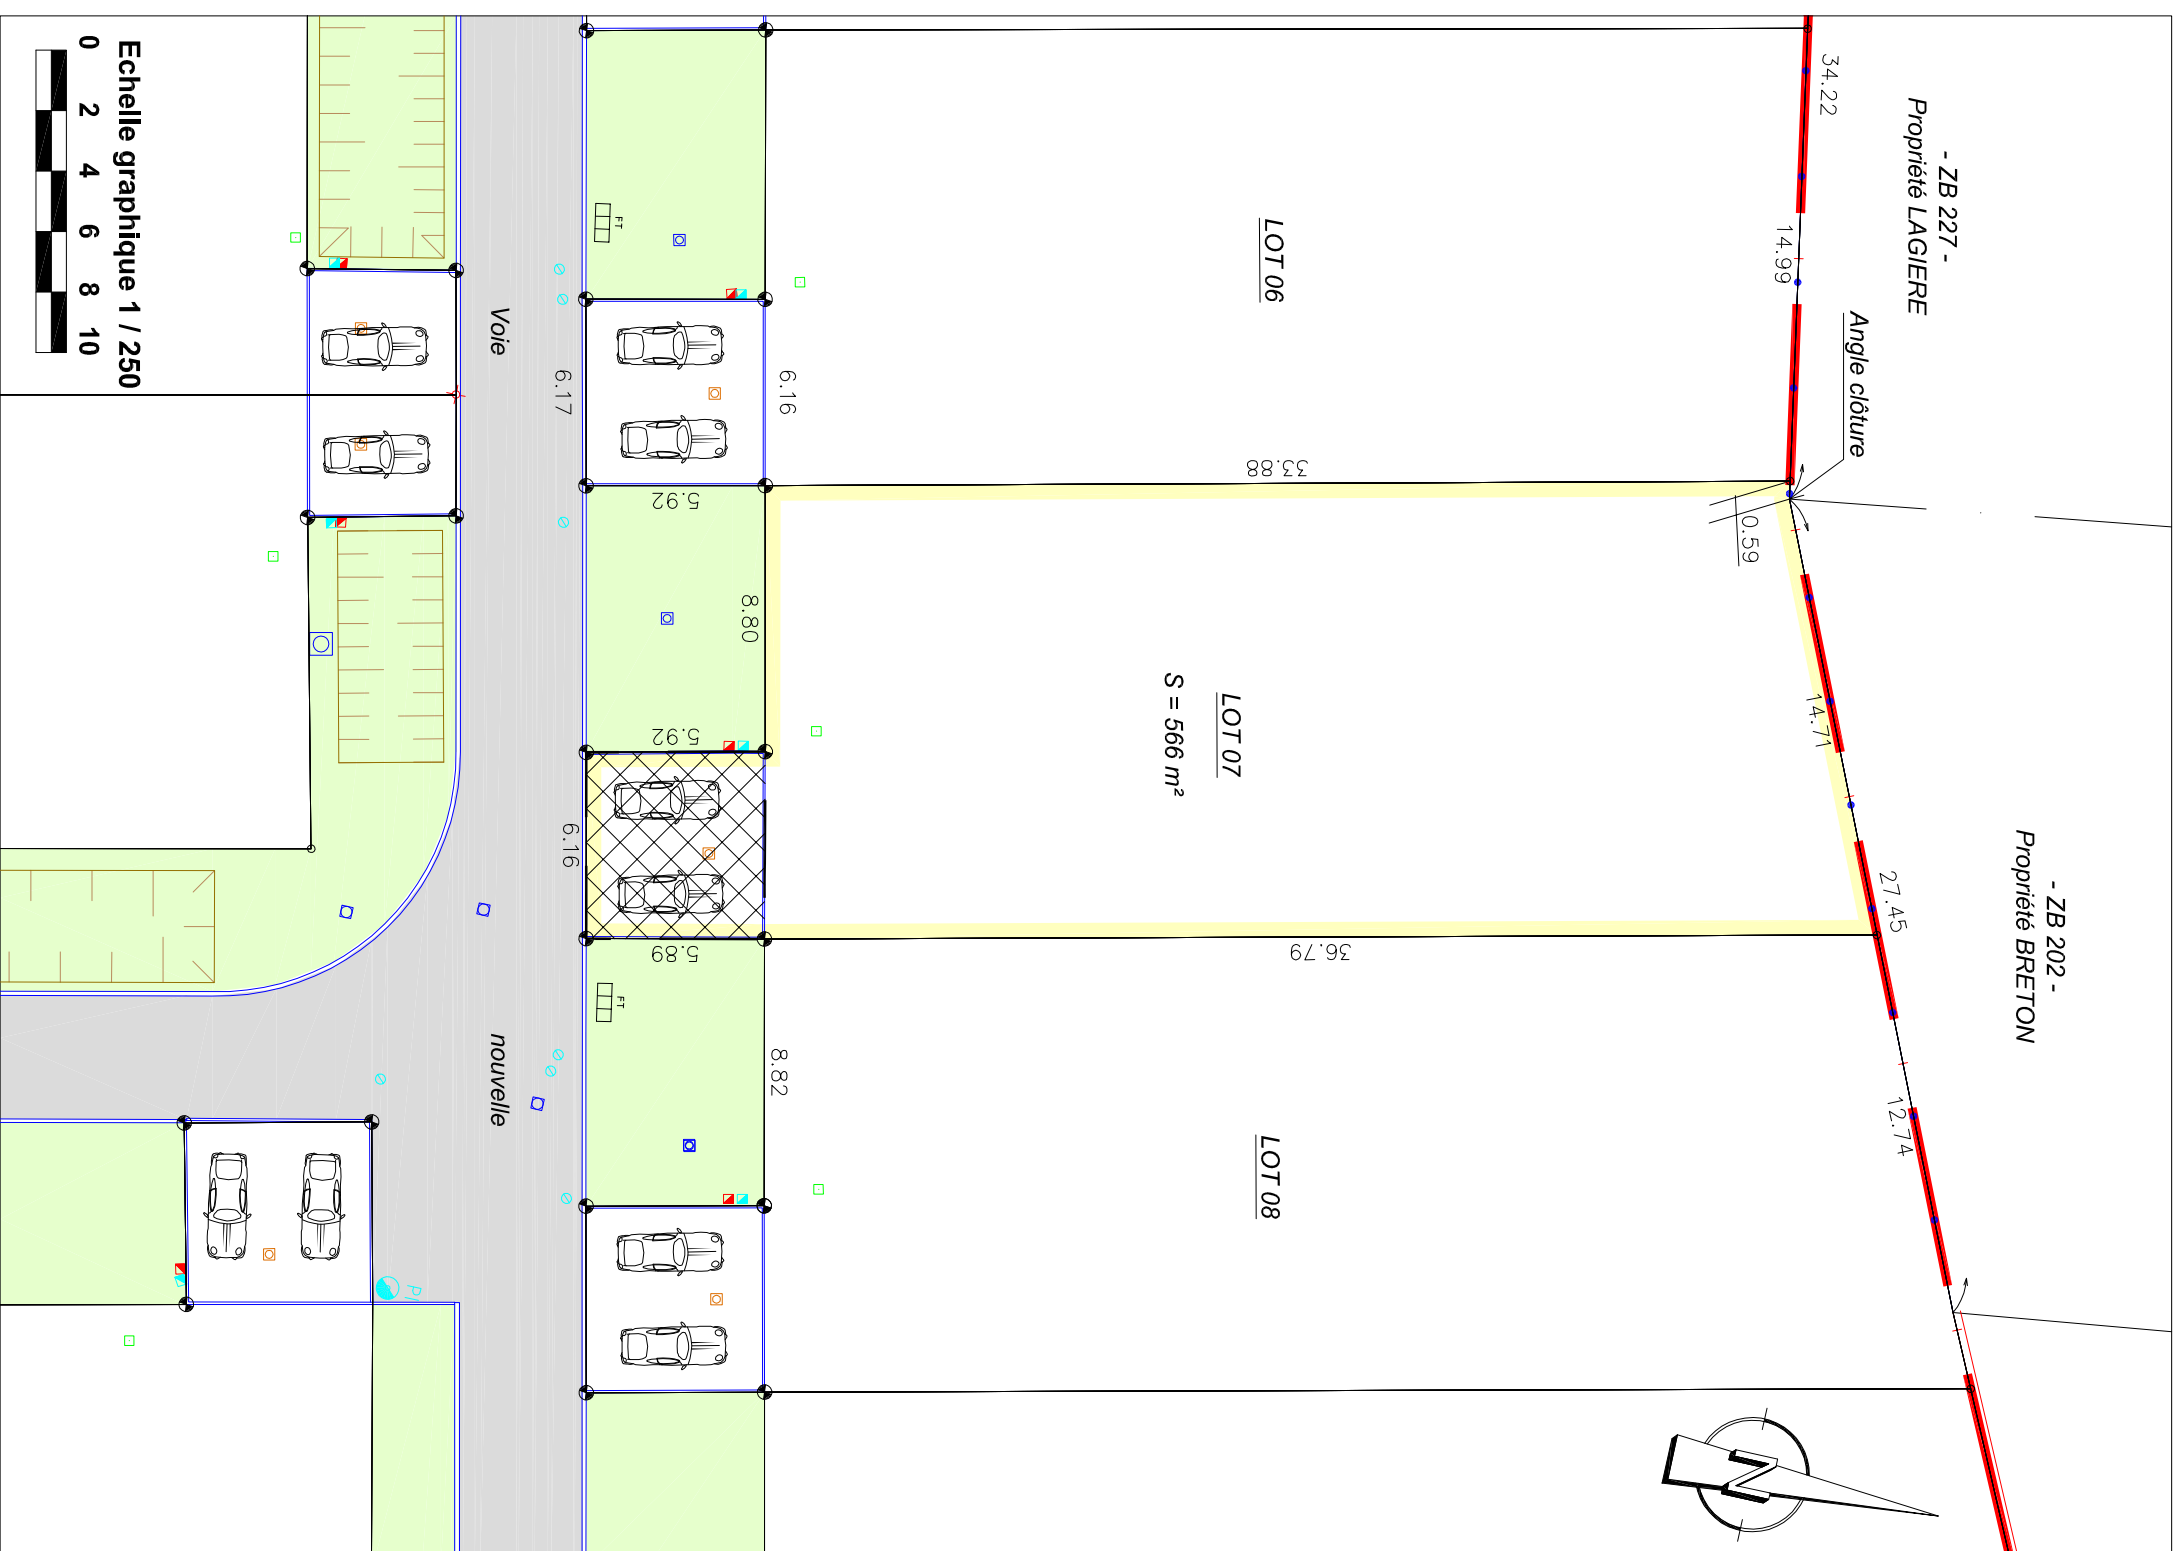 Echelle graphique 1 / 250
0 2 4 6 8 10
- ZB 227 -
Propriété LAGIERE
34.22
14.99
Angle clôture
0.59
14.71
27.45
12.74
- ZB 202 -
Propriété BRETON
LOT 06
33.88
LOT 07
S = 566 m²
36.79
LOT 08
6.16
6.17
5.92
8.80
5.92
6.16
5.89
8.82
FT
FT
Voie
nouvelle
PI
N